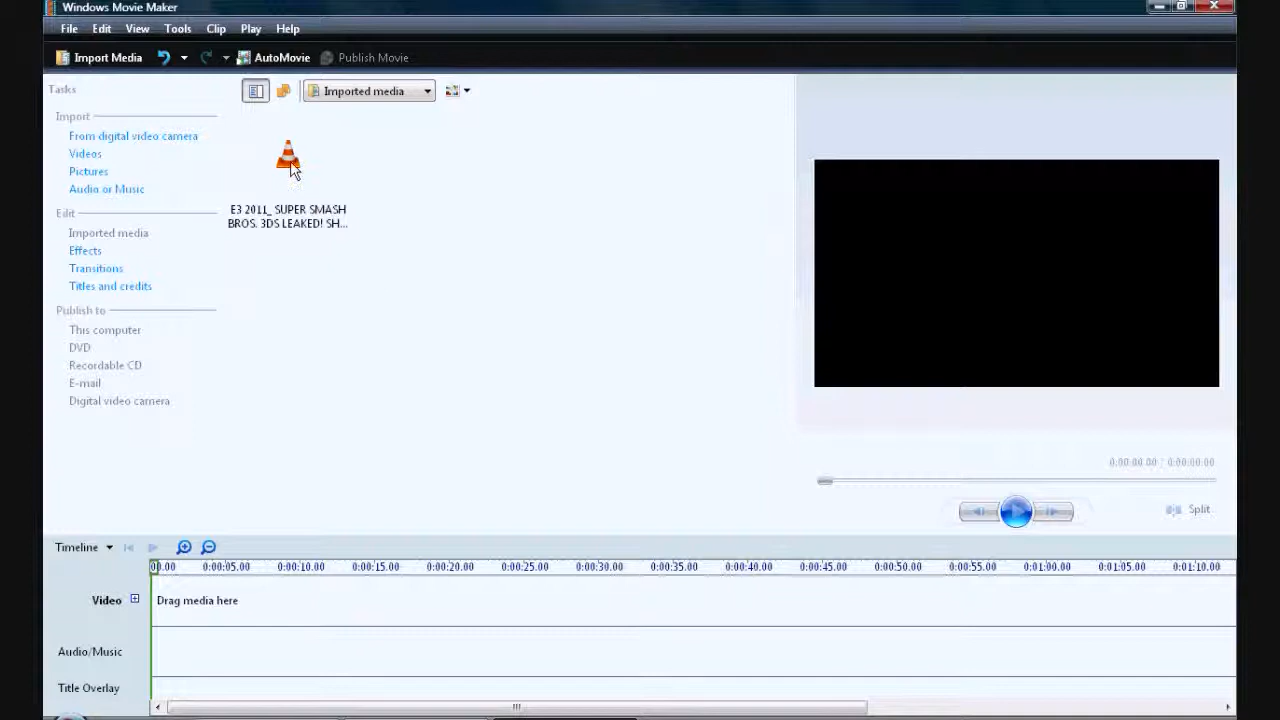 Windows Movie Maker
File Edit View Tools Clip Play Help
Import Media AutoMovie Publish Movie
Tasks
Imported media
Import
From digital video camera
Videos
Pictures
Audio or Music
Edit
Imported media
Effects
Transitions
Titles and credits
Publish to
This computer
DVD
Recordable CD
E-mail
Digital video camera
E3 2011_ SUPER SMASH
BROS. 3DS LEAKED! SH...
0:00:00.00 / 0:00:00.00
Split
Timeline
00.00 0:00:05.00 0:00:10.00 0:00:15.00 0:00:20.00 0:00:25.00 0:00:30.00 0:00:35.00 0:00:40.00 0:00:45.00 0:00:50.00 0:00:55.00 0:01:00.00 0:01:05.00 0:01:10.00
Video Drag media here
Audio/Music
Title Overlay